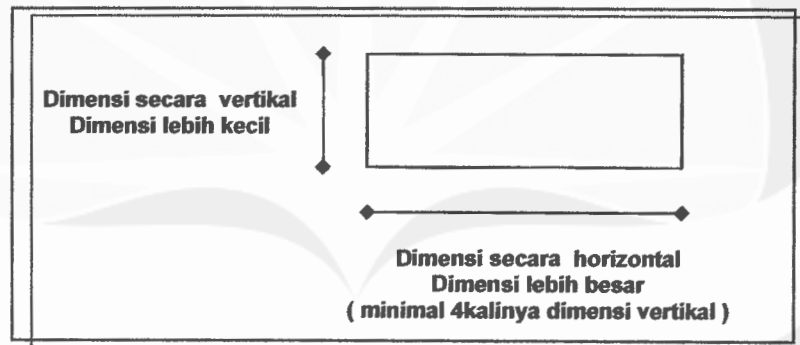 Dimensi secara vertikal
Dimensi lebih kecil
Dimensi secara horizontal
Dimensi lebih besar
( minimal 4kalinya dimensi vertikal )